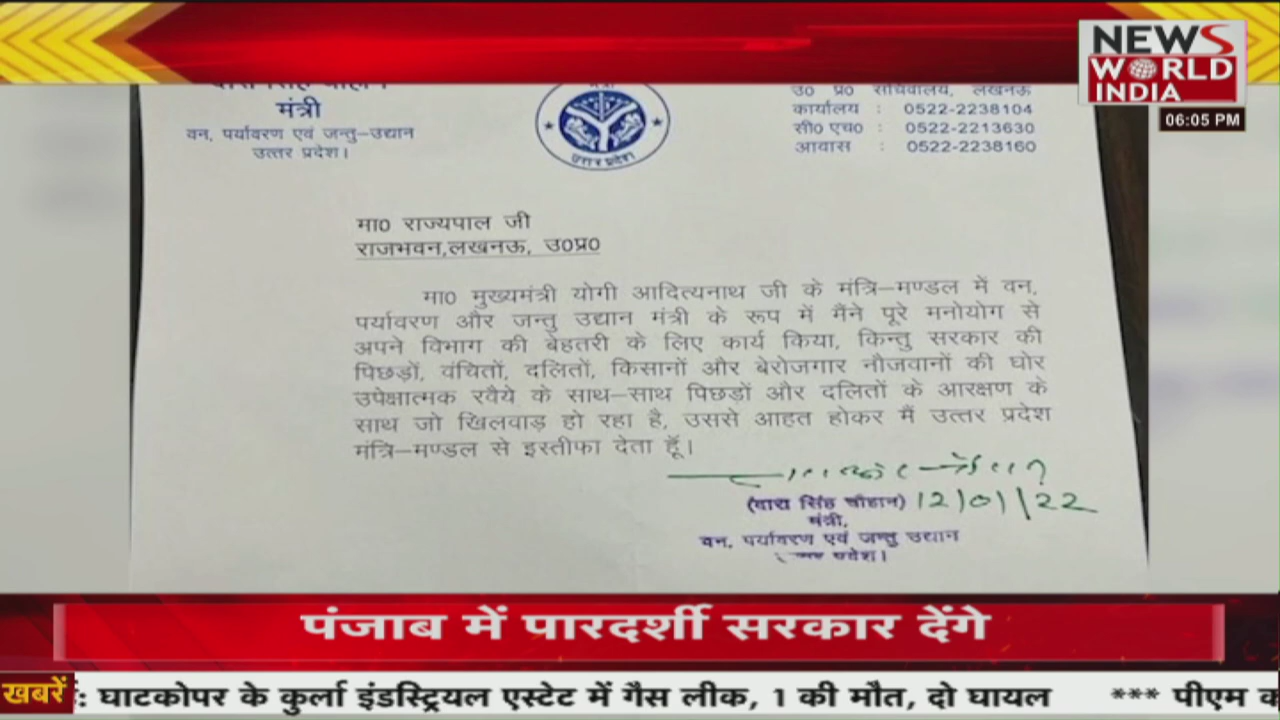 NEWS
WORLD
INDIA
06:05 PM
मंत्री
वन, पर्यावरण एवं जन्तु-उद्यान
उत्तर प्रदेश।
उत्तर प्रदेश
उ० प्र० सचिवालय, लखनऊ
कार्यालय : 0522-2238104
सी० एच० : 0522-2213630
आवास : 0522-2238160
मा० राज्यपाल जी
राजभवन,लखनऊ, उ०प्र०
मा० मुख्यमंत्री योगी आदित्यनाथ जी के मंत्रि-मण्डल में वन,
पर्यावरण और जन्तु उद्यान मंत्री के रूप में मैंने पूरे मनोयोग से
अपने विभाग की बेहतरी के लिए कार्य किया, किन्तु सरकार की
पिछड़ों, वंचितों, दलितों, किसानों और बेरोजगार नौजवानों की घोर
उपेक्षात्मक रवैये के साथ-साथ पिछड़ों और दलितों के आरक्षण के
साथ जो खिलवाड़ हो रहा है, उससे आहत होकर मैं उत्तर प्रदेश
मंत्रि-मण्डल से इस्तीफा देता हूँ।
(दारा सिंह चौहान) 12/01/22
मंत्री,
वन, पर्यावरण एवं जन्तु उद्यान
प्रदेश।
पंजाब में पारदर्शी सरकार देंगे
खबरें : घाटकोपर के कुर्ला इंडस्ट्रियल एस्टेट में गैस लीक, 1 की मौत, दो घायल *** पीएम